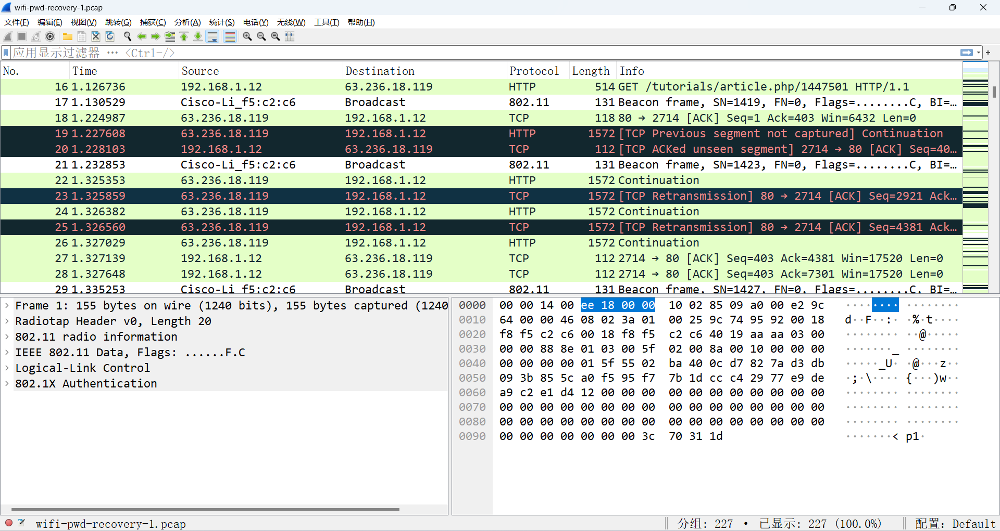 wifi-pwd-recovery-1.pcap
文件(F) 编辑(E) 视图(V) 跳转(G) 捕获(C) 分析(A) 统计(S) 电话(Y) 无线(W) 工具(T) 帮助(H)
应用显示过滤器 … <Ctrl-/>
No. Time Source Destination Protocol Length Info
16 1.126736 192.168.1.12 63.236.18.119 HTTP 514 GET /tutorials/article.php/1447501 HTTP/1.1
17 1.130529 Cisco-Li_f5:c2:c6 Broadcast 802.11 131 Beacon frame, SN=1419, FN=0, Flags=........C, BI=…
18 1.224987 63.236.18.119 192.168.1.12 TCP 118 80 → 2714 [ACK] Seq=1 Ack=403 Win=6432 Len=0
19 1.227608 63.236.18.119 192.168.1.12 HTTP 1572 [TCP Previous segment not captured] Continuation
20 1.228103 192.168.1.12 63.236.18.119 TCP 112 [TCP ACKed unseen segment] 2714 → 80 [ACK] Seq=40…
21 1.232853 Cisco-Li_f5:c2:c6 Broadcast 802.11 131 Beacon frame, SN=1423, FN=0, Flags=........C, BI=…
22 1.325353 63.236.18.119 192.168.1.12 HTTP 1572 Continuation
23 1.325859 63.236.18.119 192.168.1.12 TCP 1572 [TCP Retransmission] 80 → 2714 [ACK] Seq=2921 Ack…
24 1.326382 63.236.18.119 192.168.1.12 HTTP 1572 Continuation
25 1.326560 63.236.18.119 192.168.1.12 TCP 1572 [TCP Retransmission] 80 → 2714 [ACK] Seq=4381 Ack…
26 1.327029 63.236.18.119 192.168.1.12 HTTP 1572 Continuation
27 1.327139 192.168.1.12 63.236.18.119 TCP 112 2714 → 80 [ACK] Seq=403 Ack=4381 Win=17520 Len=0
28 1.327648 192.168.1.12 63.236.18.119 TCP 112 2714 → 80 [ACK] Seq=403 Ack=7301 Win=17520 Len=0
29 1.335253 Cisco-Li_f5:c2:c6 Broadcast 802.11 131 Beacon frame, SN=1427, FN=0, Flags=........C, BI=…
Frame 1: 155 bytes on wire (1240 bits), 155 bytes captured (1240
Radiotap Header v0, Length 20
802.11 radio information
IEEE 802.11 Data, Flags: ......F.C
Logical-Link Control
802.1X Authentication
0000 00 00 14 00 ee 18 00 00 10 02 85 09 a0 00 e2 9c ········ ········
0010 64 00 00 46 08 02 3a 01 00 25 9c 74 95 92 00 18 d··F··:· ·%·t····
0020 f8 f5 c2 c6 00 18 f8 f5 c2 c6 40 19 aa aa 03 00 ········ ··@·····
0030 00 00 88 8e 01 03 00 5f 02 00 8a 00 10 00 00 00 ·······_ ········
0040 00 00 00 00 01 5f 55 02 ba 40 0c d7 82 7a d3 db ·····_U· ·@···z··
0050 09 3b 85 5c a0 f5 95 f7 7b 1d cc c4 29 77 e9 de ·;·\···· {···)w··
0060 a9 c2 e1 d4 12 00 00 00 00 00 00 00 00 00 00 00 ········ ········
0070 00 00 00 00 00 00 00 00 00 00 00 00 00 00 00 00 ········ ········
0080 00 00 00 00 00 00 00 00 00 00 00 00 00 00 00 00 ········ ········
0090 00 00 00 00 00 00 00 3c 70 31 1d ·······< p1·
wifi-pwd-recovery-1.pcap 分组: 227 · 已显示: 227 (100.0%) 配置: Default